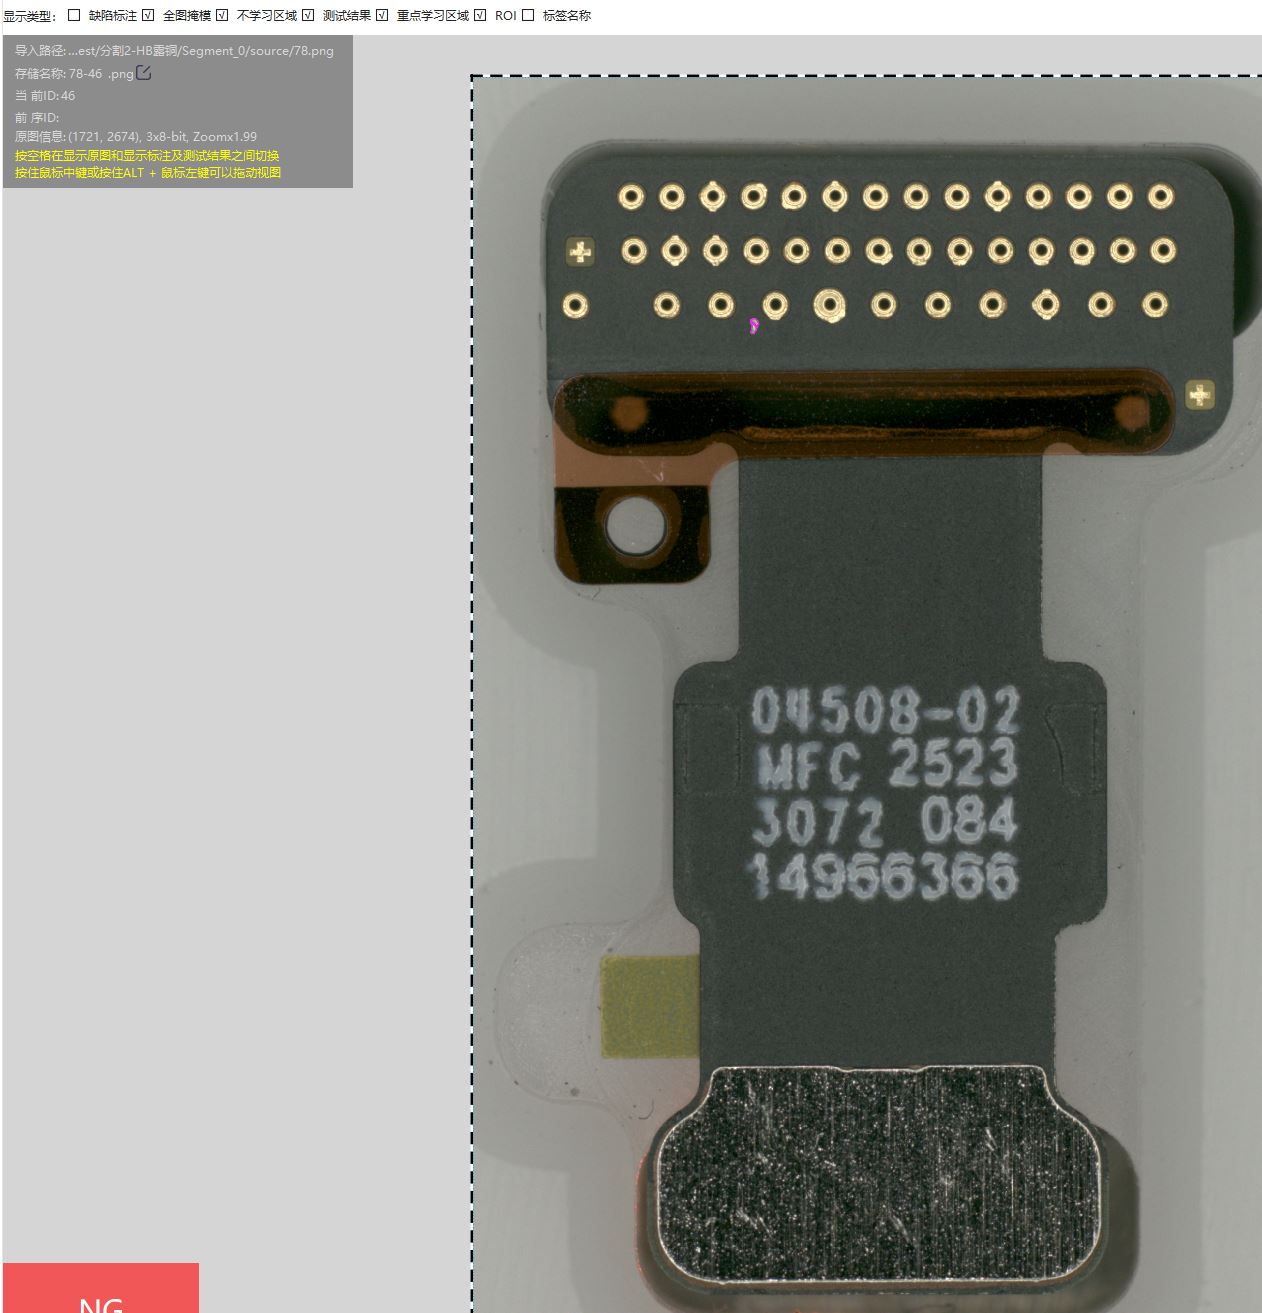 显示类型: 缺陷标注 全图掩模 不学习区域 测试结果 重点学习区域 ROI 标签名称
导入路径:...est/分割2-HB露铜/Segment_0/source/78.png
存储名称: 78-46 .png
当 前ID: 46
前 序ID:
原图信息: (1721, 2674), 3x8-bit, Zoomx1.99
按空格在显示原图和显示标注及测试结果之间切换
按住鼠标中键或按住ALT + 鼠标左键可以拖动视图
04508-02
MFC 2523
3072 084
14966366
NG